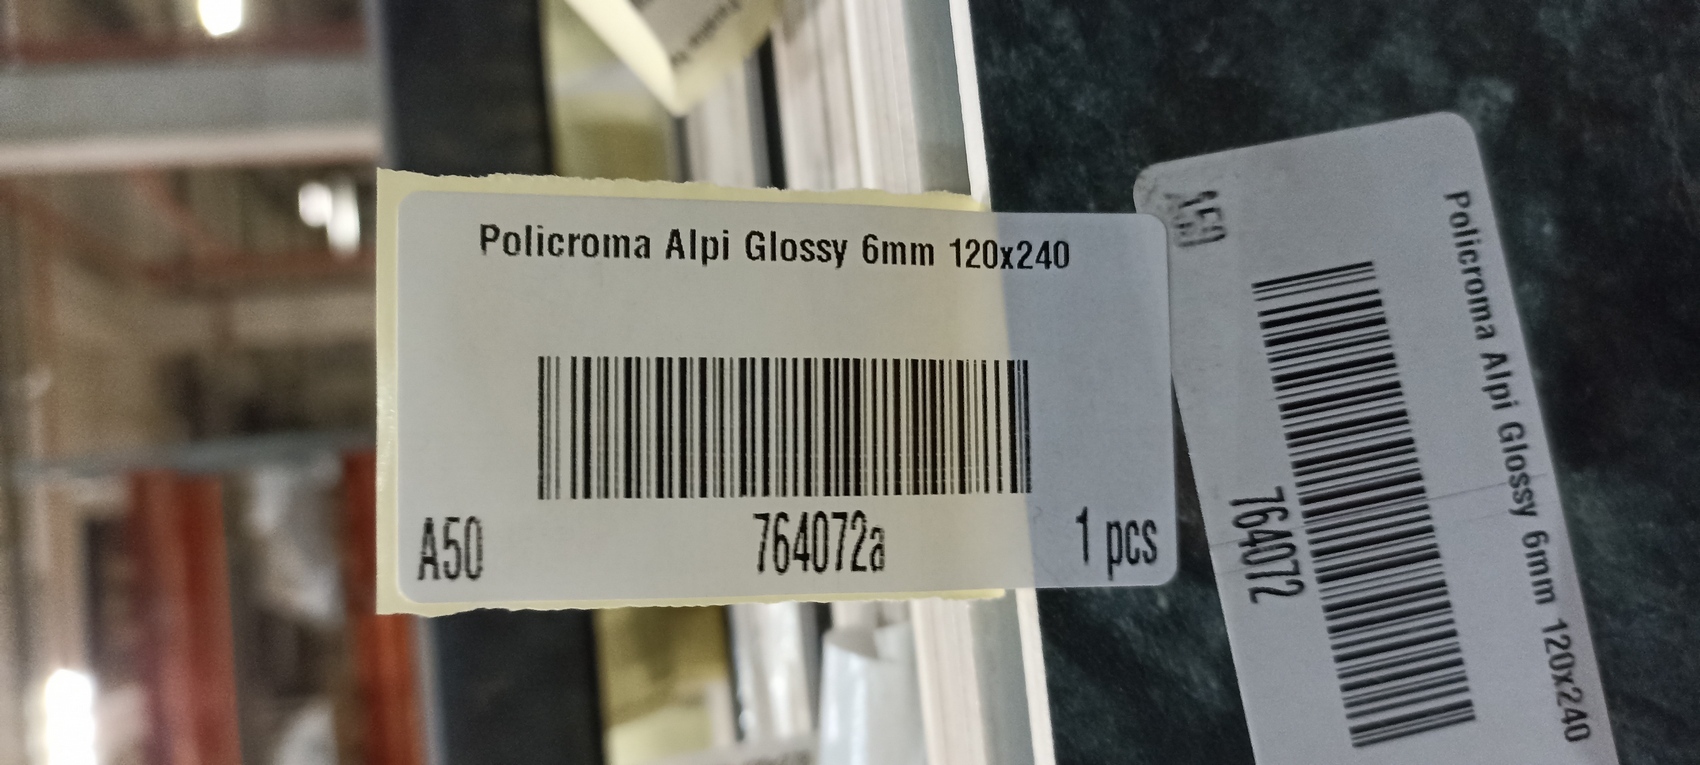 Policroma Alpi Glossy 6mm 120x240
A50
764072a
1 pcs
Policroma Alpi Glossy 6mm 120x240
764072
A50